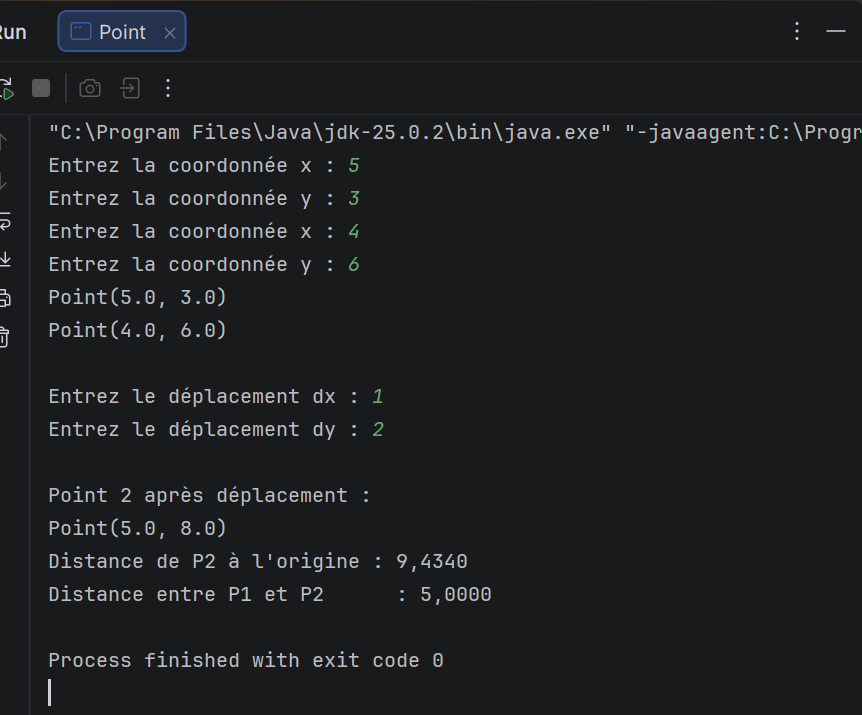 Run Point
"C:\Program Files\Java\jdk-25.0.2\bin\java.exe" "-javaagent:C:\Progr
Entrez la coordonnée x : 5
Entrez la coordonnée y : 3
Entrez la coordonnée x : 4
Entrez la coordonnée y : 6
Point(5.0, 3.0)
Point(4.0, 6.0)
Entrez le déplacement dx : 1
Entrez le déplacement dy : 2
Point 2 après déplacement :
Point(5.0, 8.0)
Distance de P2 à l'origine : 9,4340
Distance entre P1 et P2      : 5,0000
Process finished with exit code 0